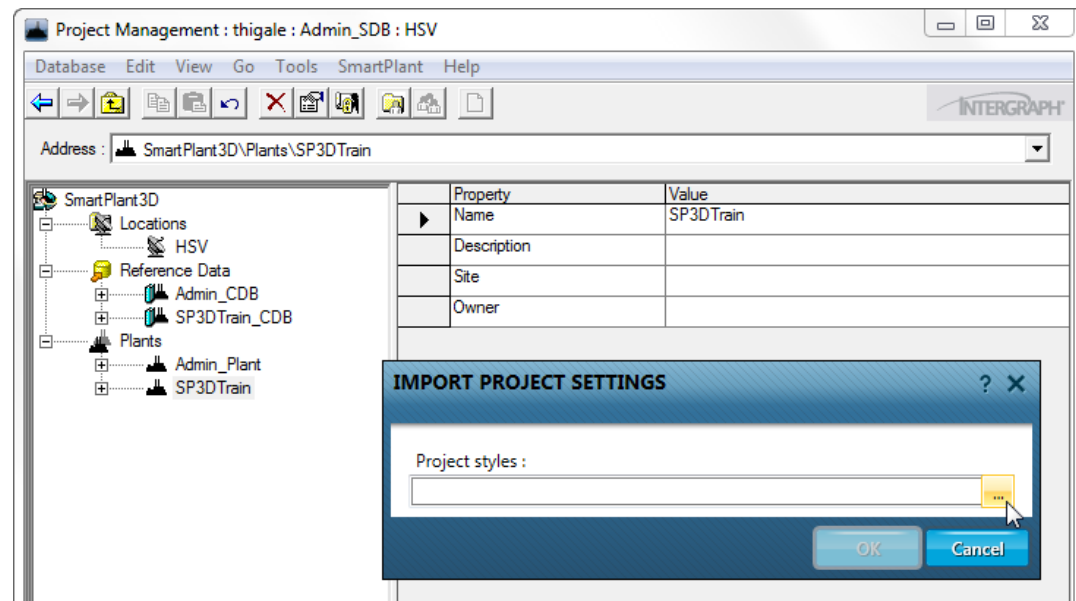 Project Management : thigale : Admin_SDB : HSV
Database Edit View Go Tools SmartPlant Help
INTERGRAPH
Address : SmartPlant3D\Plants\SP3DTrain
SmartPlant3D
Locations
HSV
Reference Data
Admin_CDB
SP3DTrain_CDB
Plants
Admin_Plant
SP3DTrain
Property Value
Name SP3DTrain
Description
Site
Owner
IMPORT PROJECT SETTINGS ?
Project styles :
...
OK Cancel